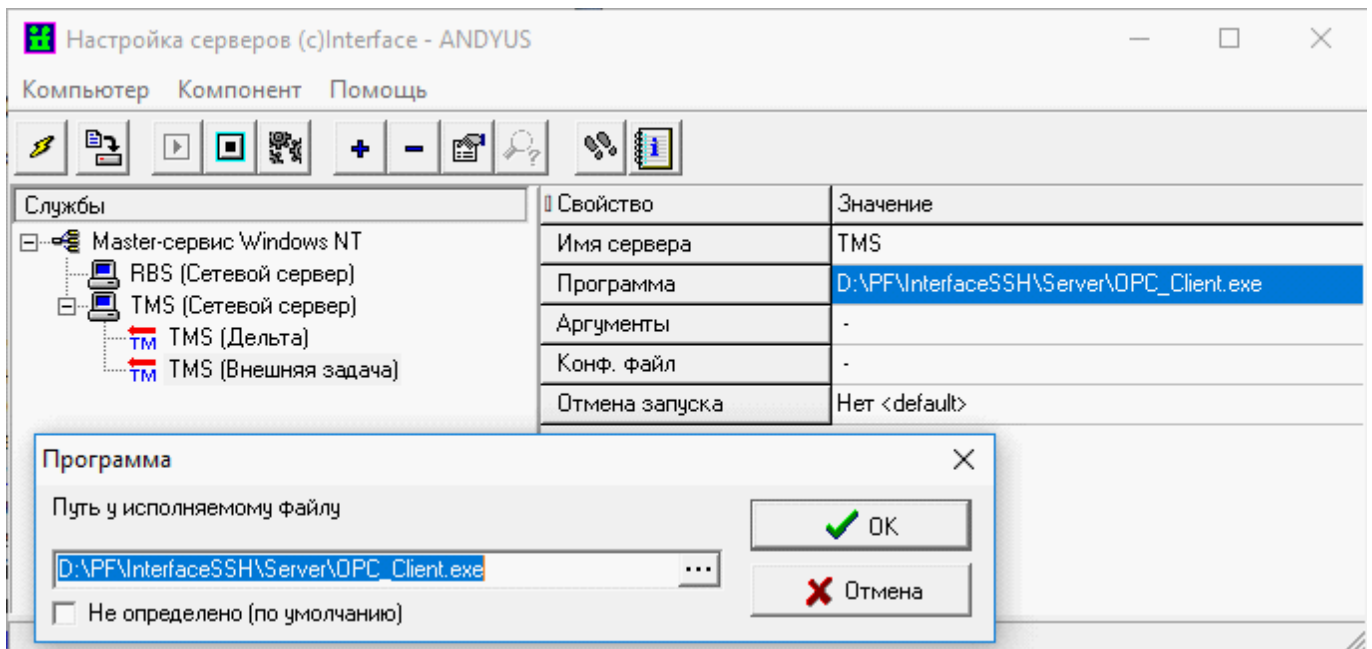 Настройка серверов (c)Interface - ANDYUS
Компьютер Компонент Помощь
Службы
Свойство Значение
Master-сервис Windows NT
Имя сервера TMS
RBS (Сетевой сервер)
Программа D:\PF\InterfaceSSH\Server\OPC_Client.exe
TMS (Сетевой сервер)
Аргументы -
TM TMS (Дельта)
Конф. файл -
TM TMS (Внешняя задача)
Отмена запуска Нет <default>
Программа
Путь у исполняемому файлу
OK
D:\PF\InterfaceSSH\Server\OPC_Client.exe ...
Отмена
Не определено (по умолчанию)